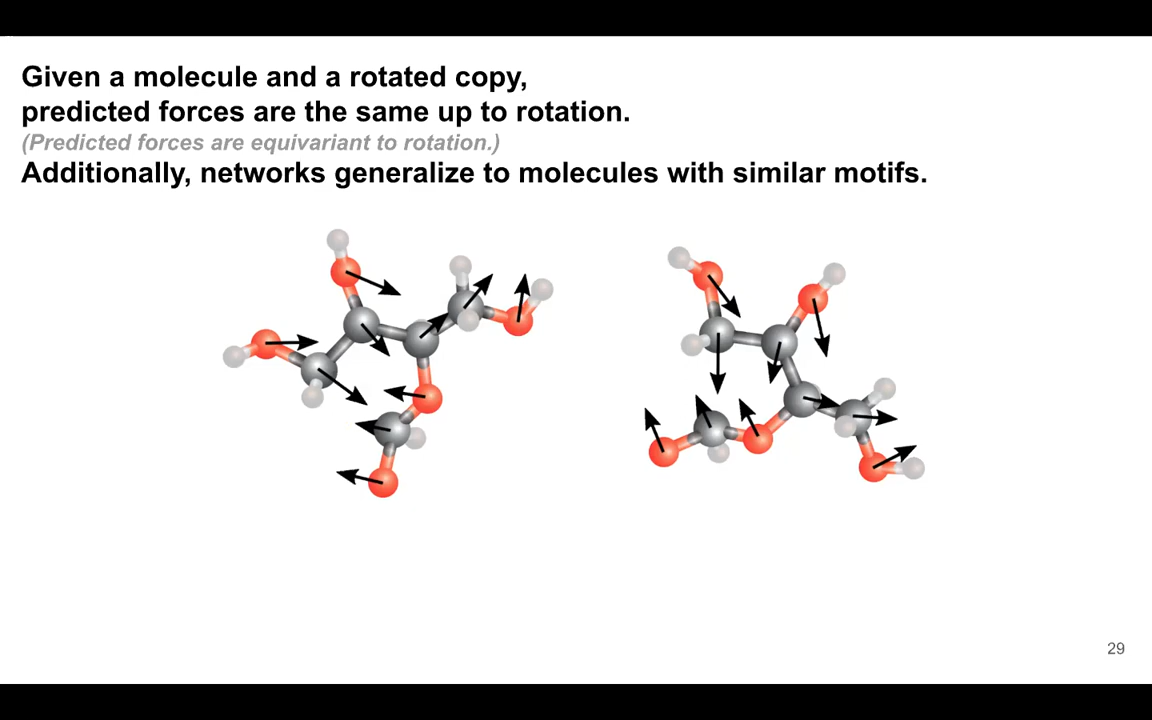 Given a molecule and a rotated copy,
predicted forces are the same up to rotation.
(Predicted forces are equivariant to rotation.)
Additionally, networks generalize to molecules with similar motifs.
29